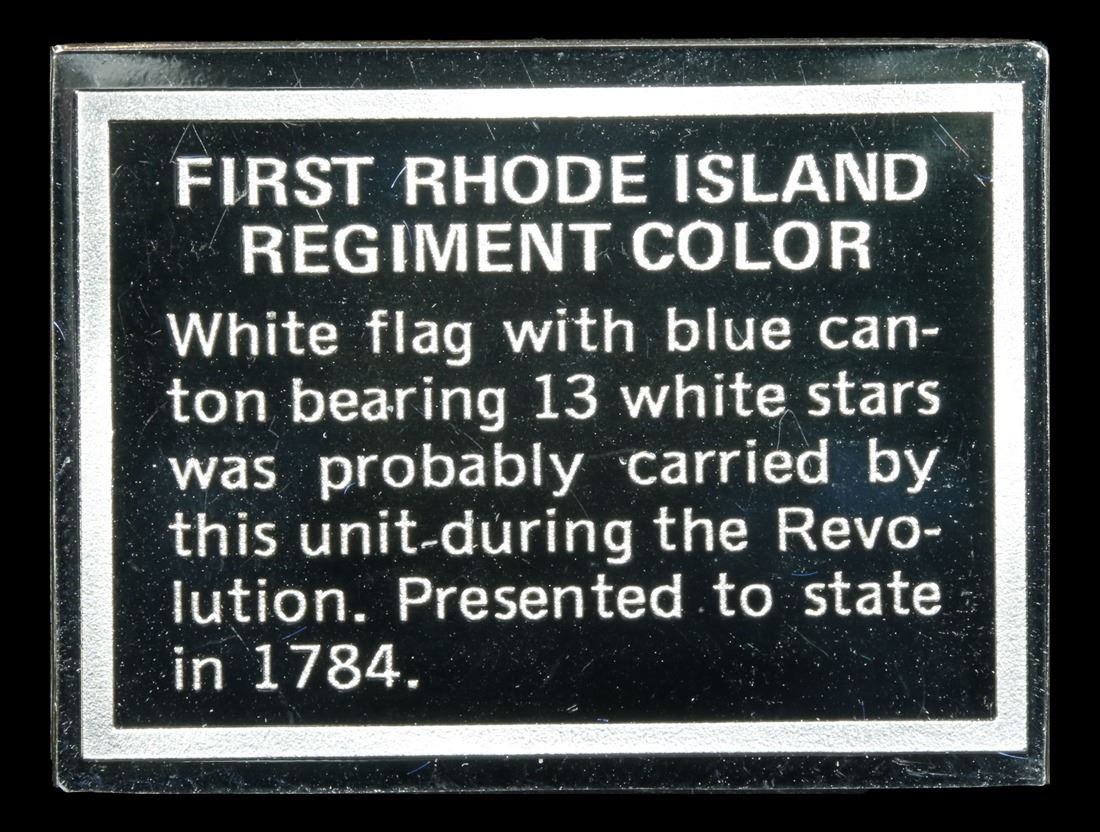 FIRST RHODE ISLAND
REGIMENT COLOR
White flag with blue can-
ton bearing 13 white stars
was probably carried by
this unit during the Revo-
lution. Presented to state
in 1784.